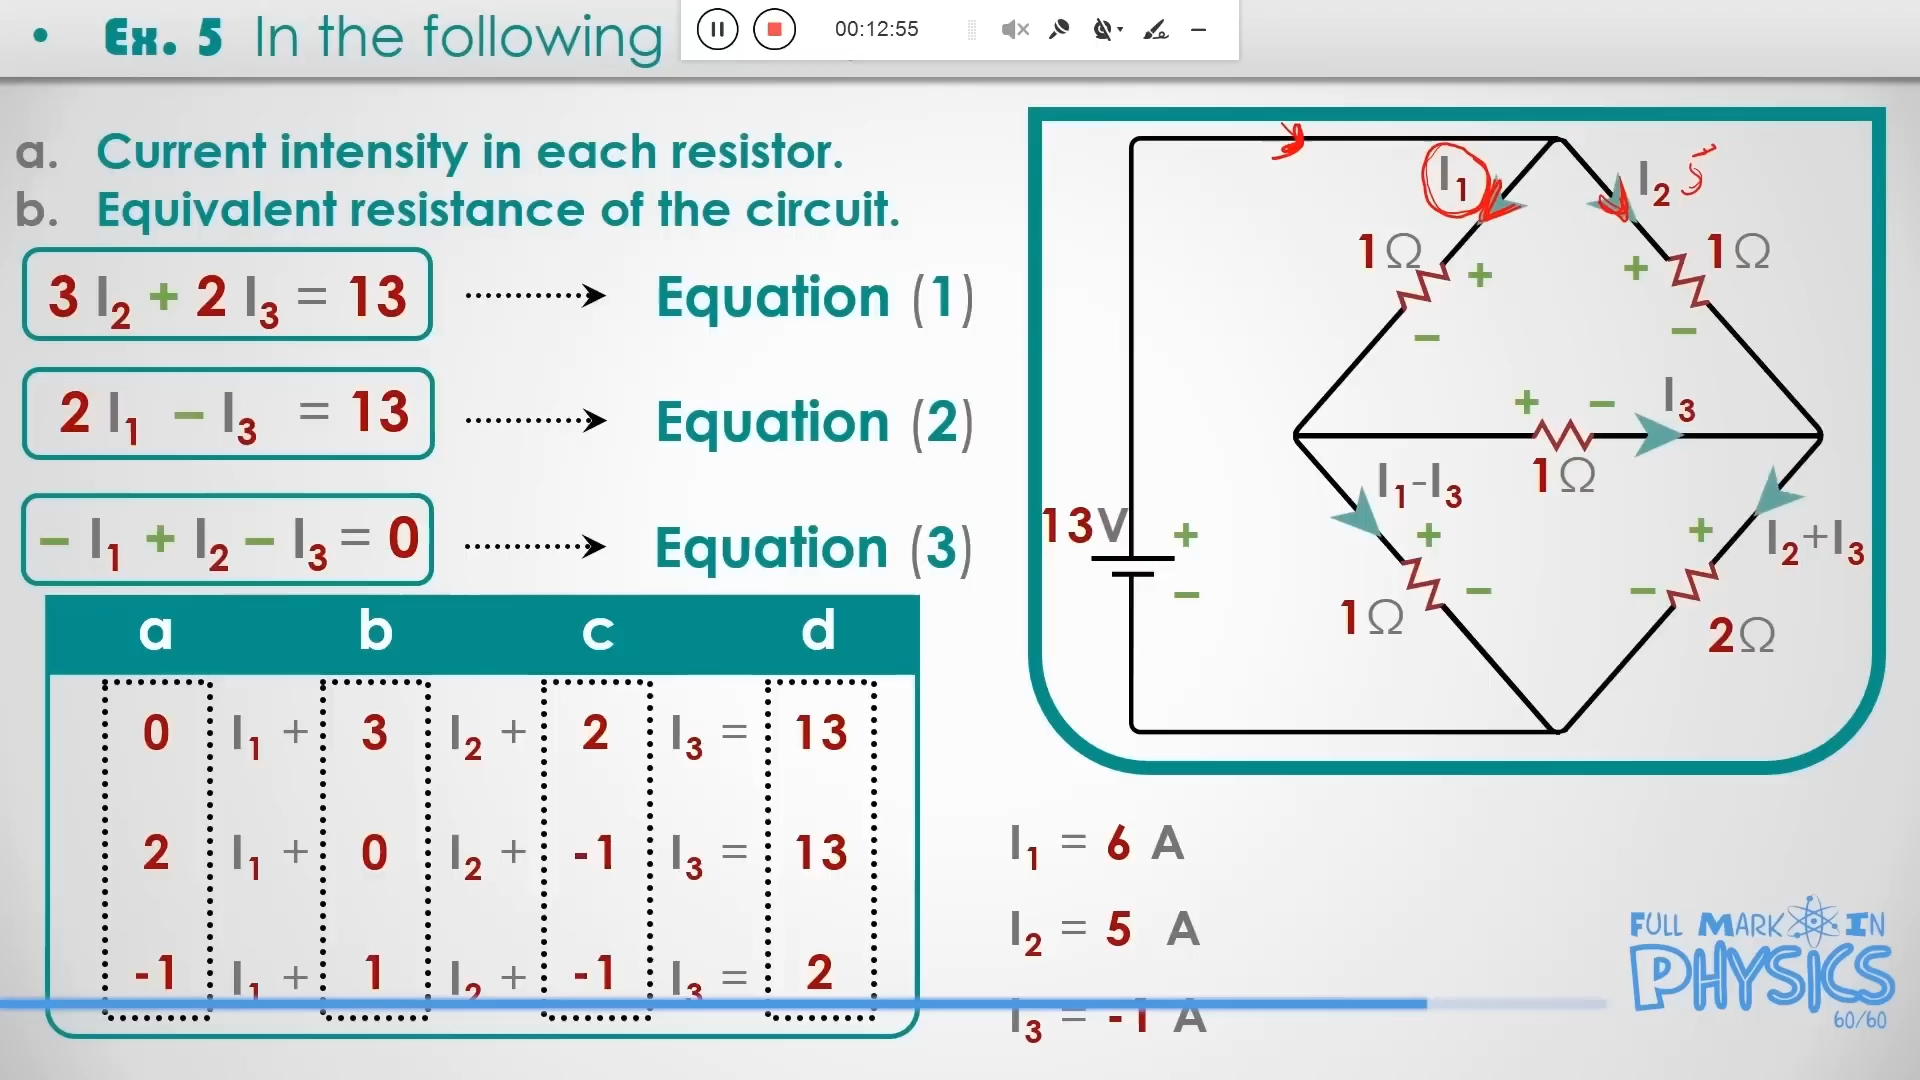 • Ex. 5 In the following
00:12:55
a. Current intensity in each resistor.
b. Equivalent resistance of the circuit.
3 I₂ + 2 I₃ = 13 Equation (1)
2 I₁ − I₃ = 13 Equation (2)
− I₁ + I₂ − I₃ = 0 Equation (3)
a b c d
0 I₁ + 3 I₂ + 2 I₃ = 13
2 I₁ + 0 I₂ + -1 I₃ = 13
-1 I₁ + 1 I₂ + -1 I₃ = 2
I₁ I₂ 5
1Ω + + 1Ω
− −
+ − I₃
1Ω
I₁-I₃
13V + + + I₂+I₃
− − −
1Ω 2Ω
I₁ = 6 A
I₂ = 5 A
I₃ = -1 A
FULL MARK IN
PHYSICS
60/60